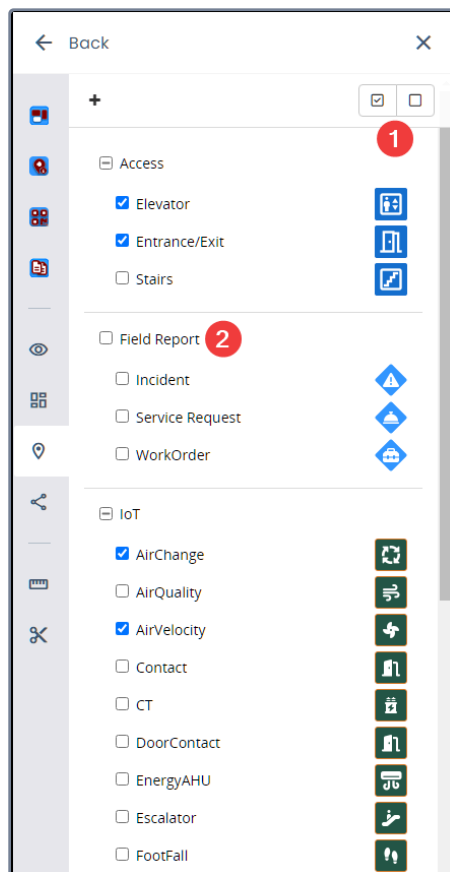 Back
1
Access
Elevator
Entrance/Exit
Stairs
Field Report 2
Incident
Service Request
WorkOrder
IoT
AirChange
AirQuality
AirVelocity
Contact
CT
DoorContact
EnergyAHU
Escalator
FootFall